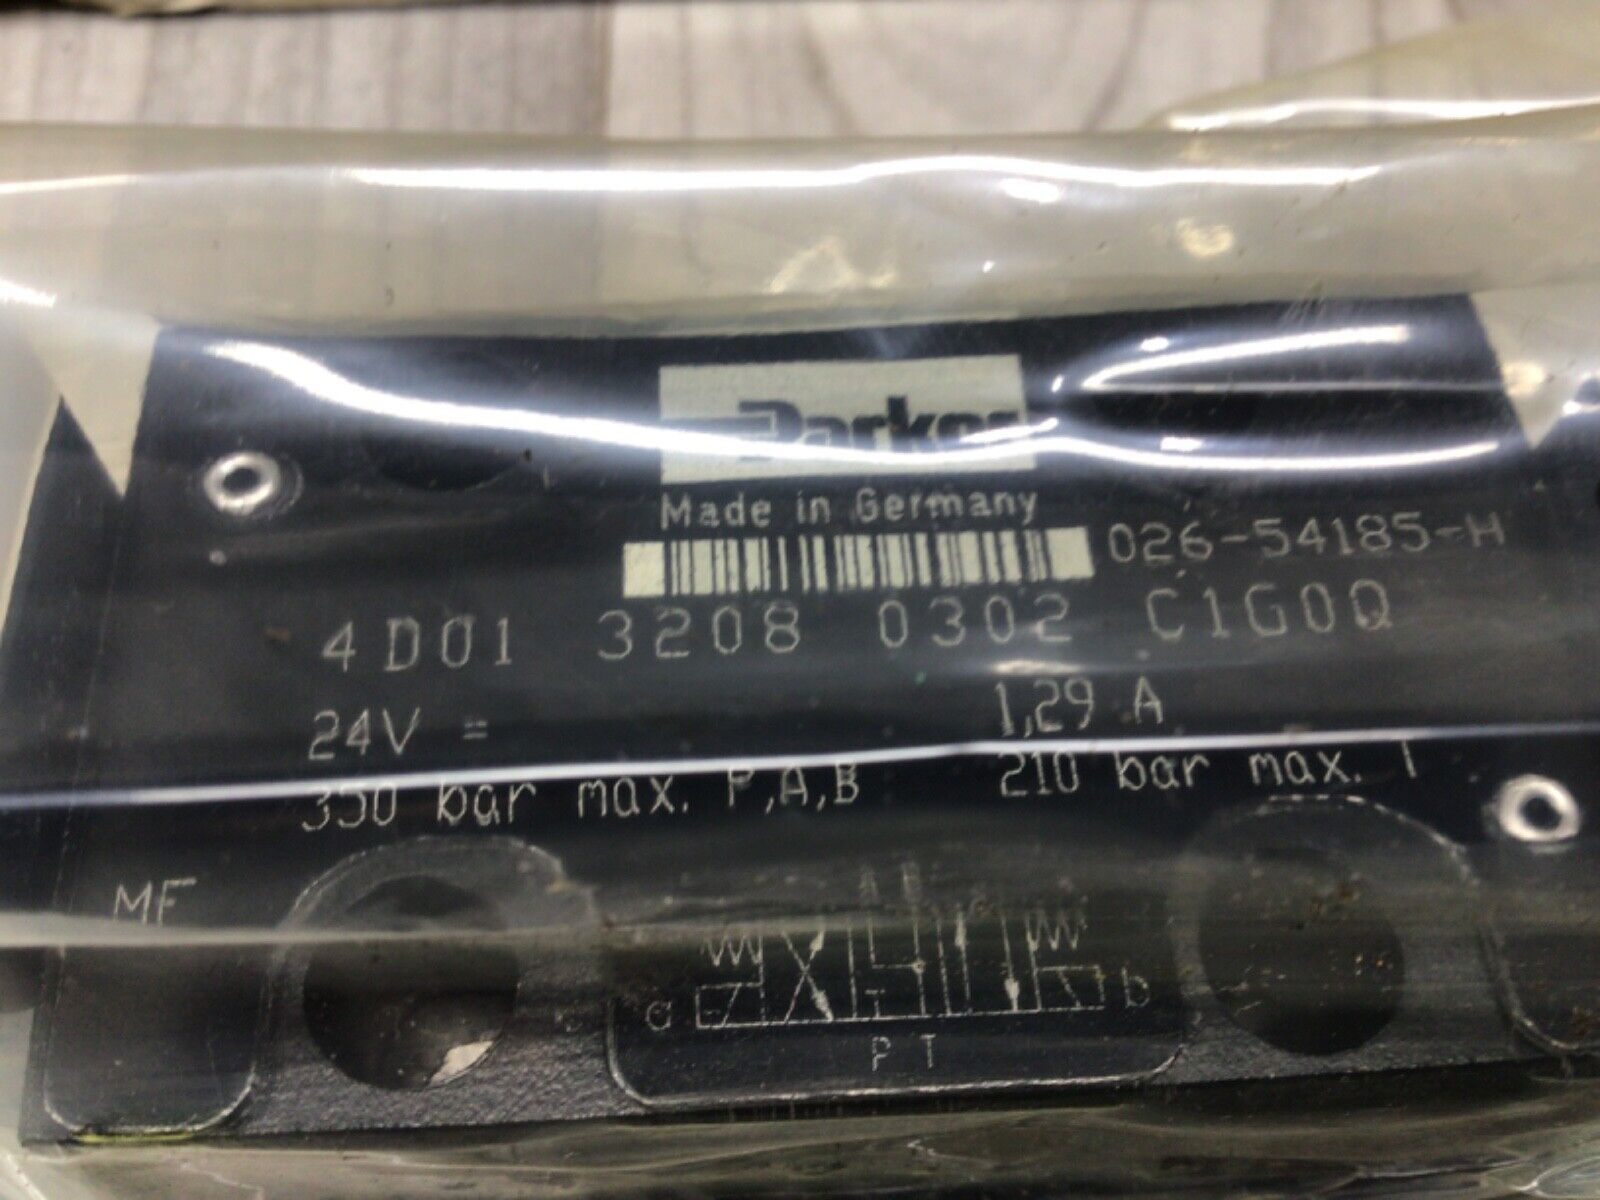 Parker
Made in Germany
026-54185-H
4D01 3208 0302 C1G0Q
24V = 1,29 A
350 bar max. P,A,B 210 bar max. T
MF
A B
a b
P T